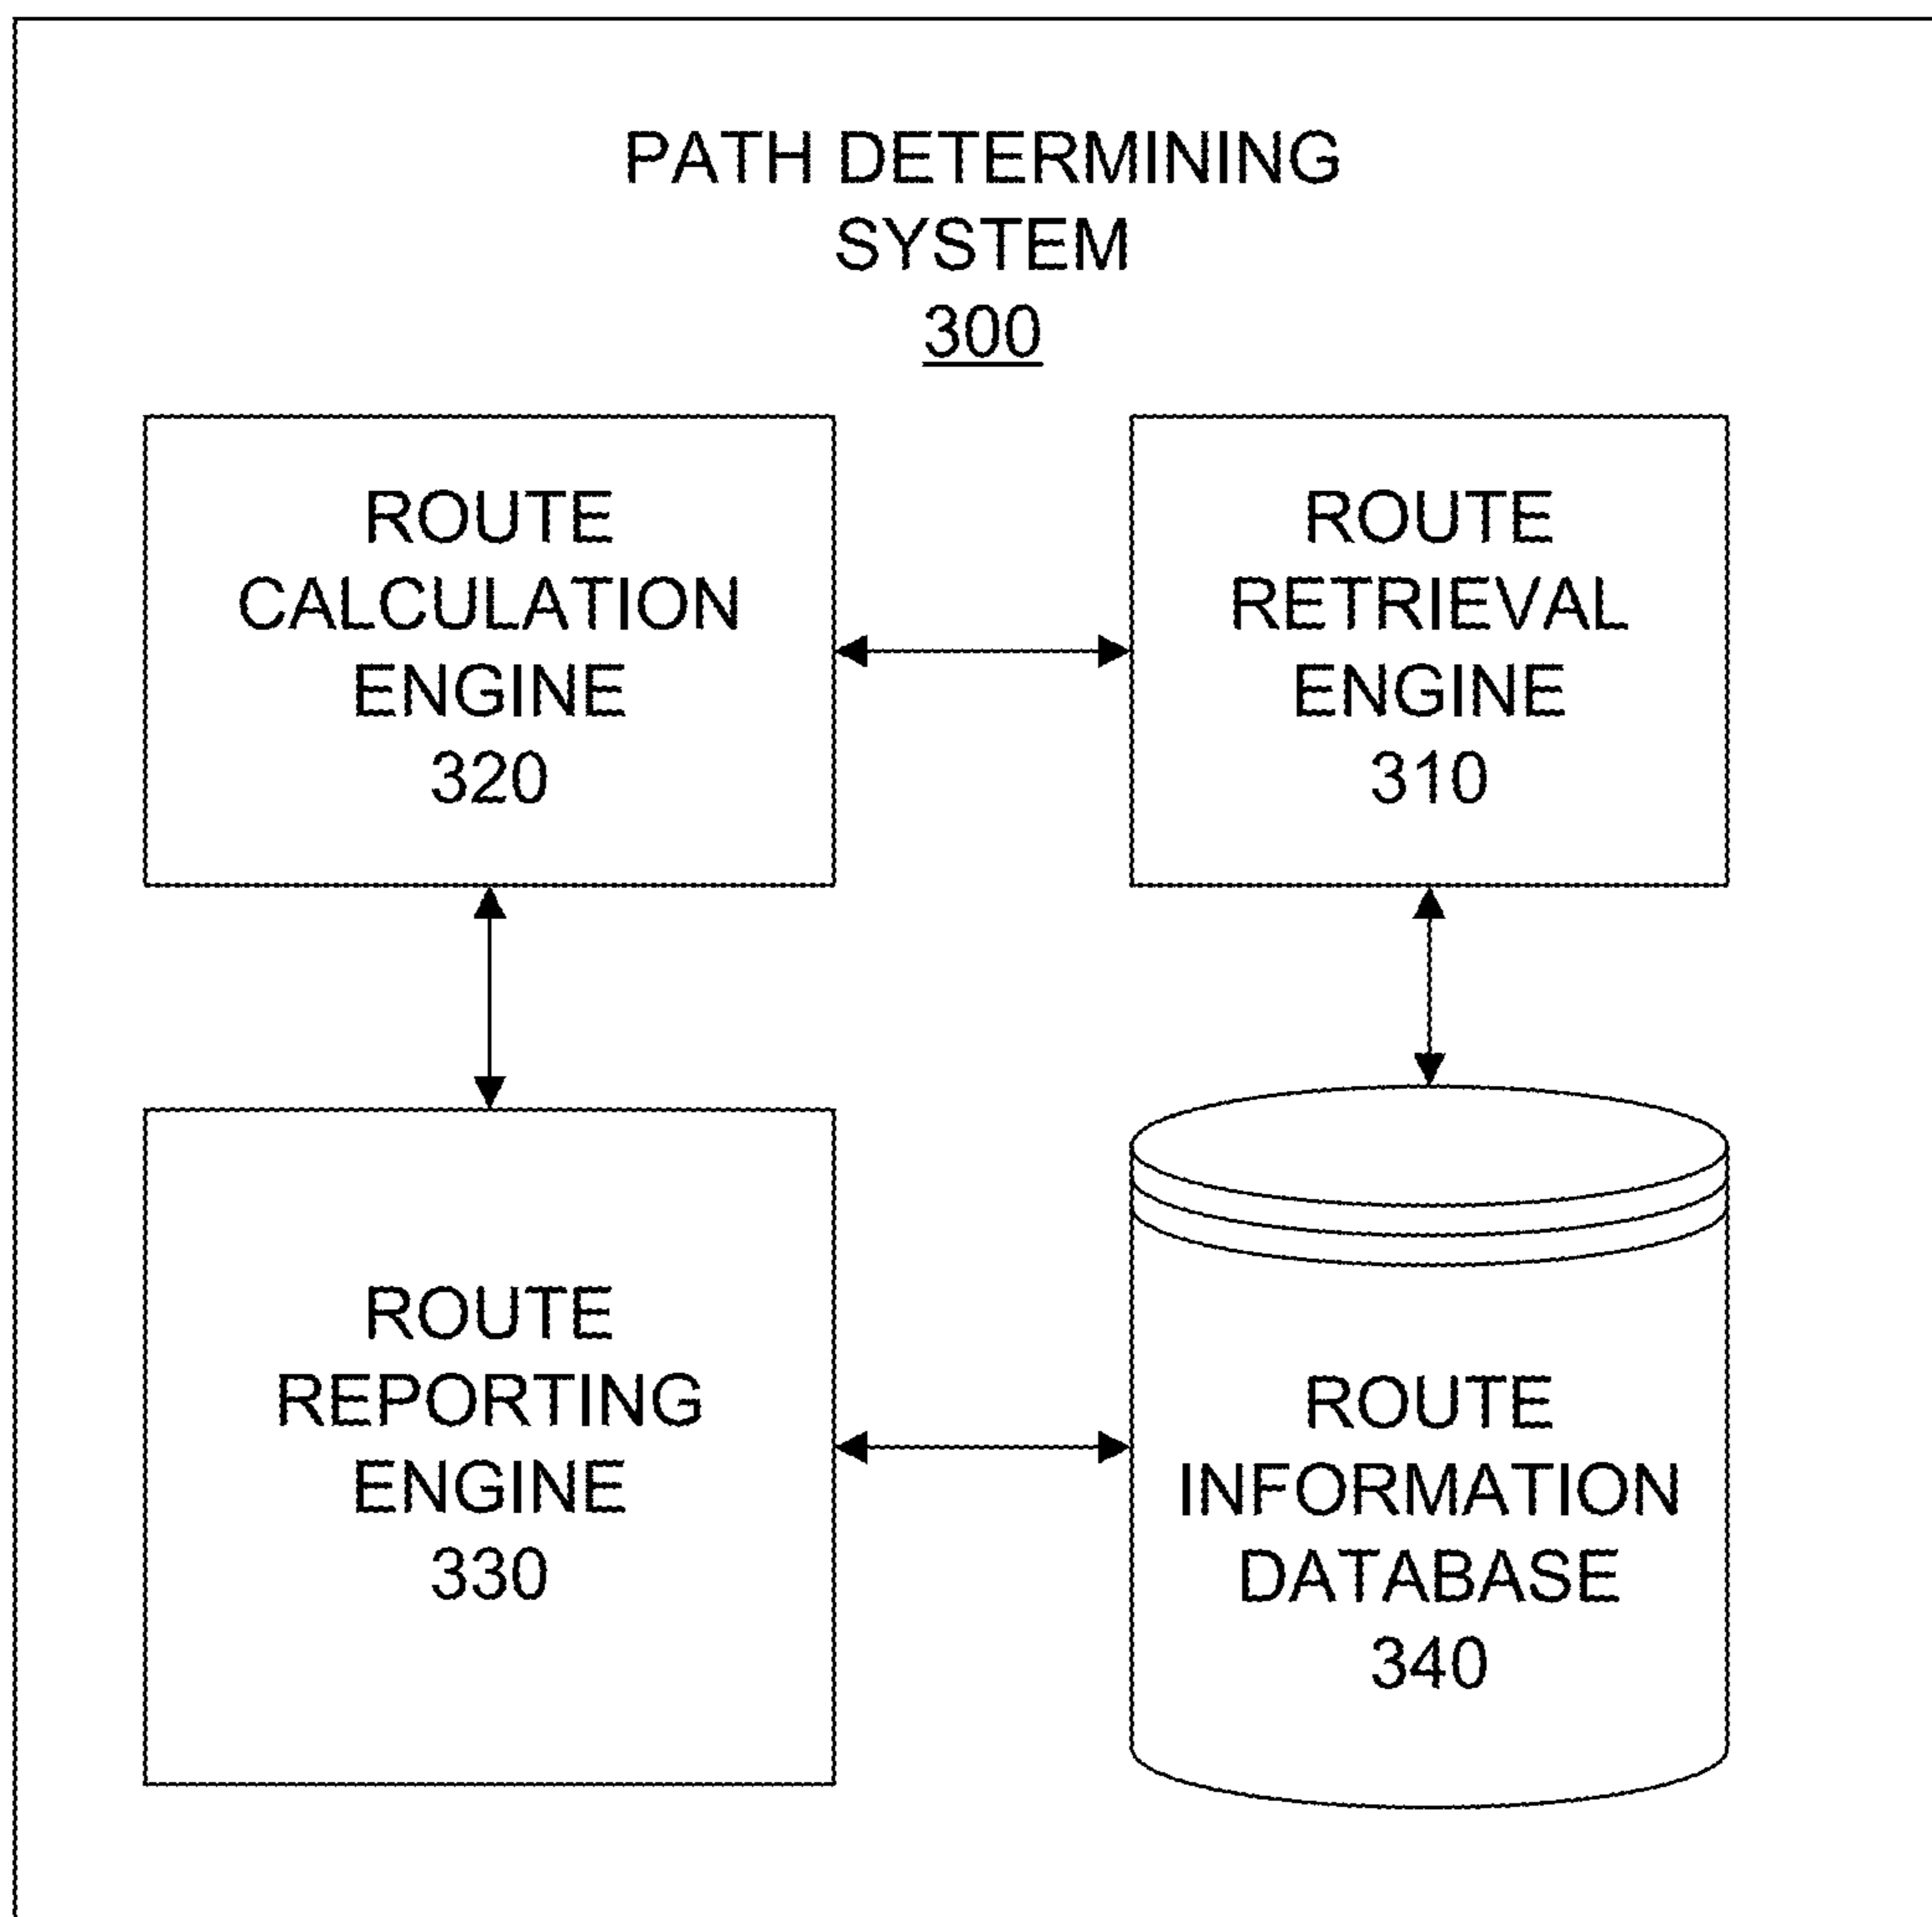 PATH DETERMINING
SYSTEM
300
ROUTE
CALCULATION
ENGINE
320
ROUTE
RETRIEVAL
ENGINE
310
ROUTE
REPORTING
ENGINE
330
ROUTE
INFORMATION
DATABASE
340